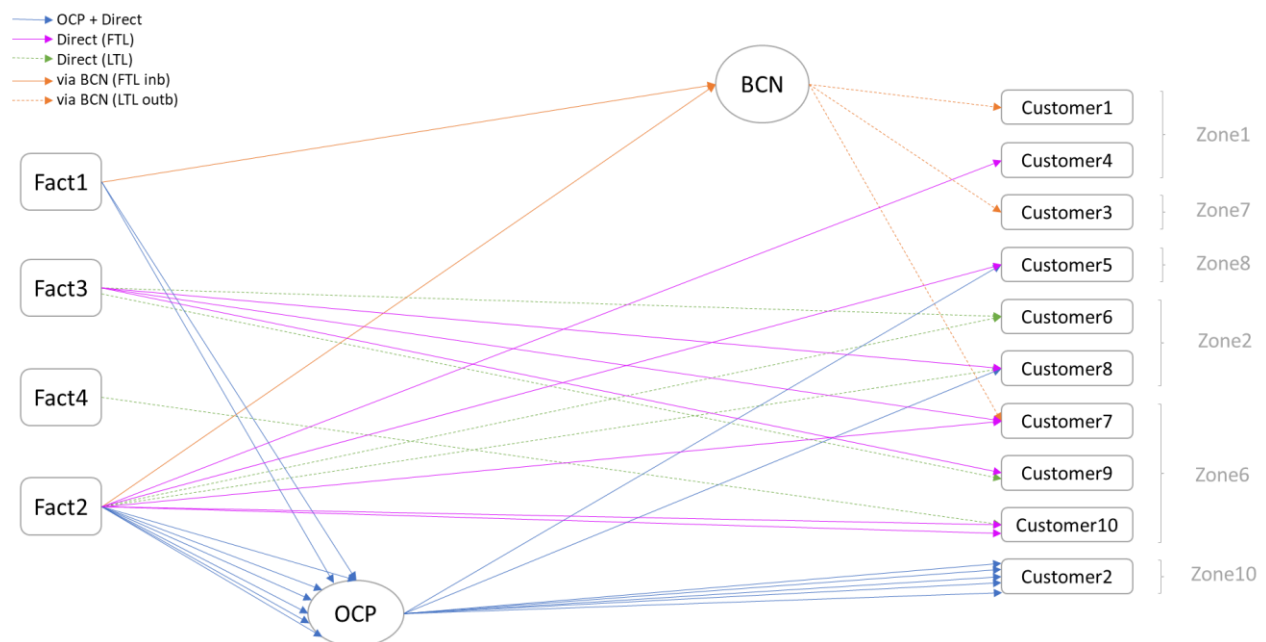 OCP + Direct
Direct (FTL)
Direct (LTL)
via BCN (FTL inb)
via BCN (LTL outb)
BCN
Customer1
Zone1
Customer4
Fact1
Customer3
Zone7
Customer5
Zone8
Fact3
Customer6
Zone2
Customer8
Fact4
Customer7
Customer9
Zone6
Fact2
Customer10
Customer2
Zone10
OCP